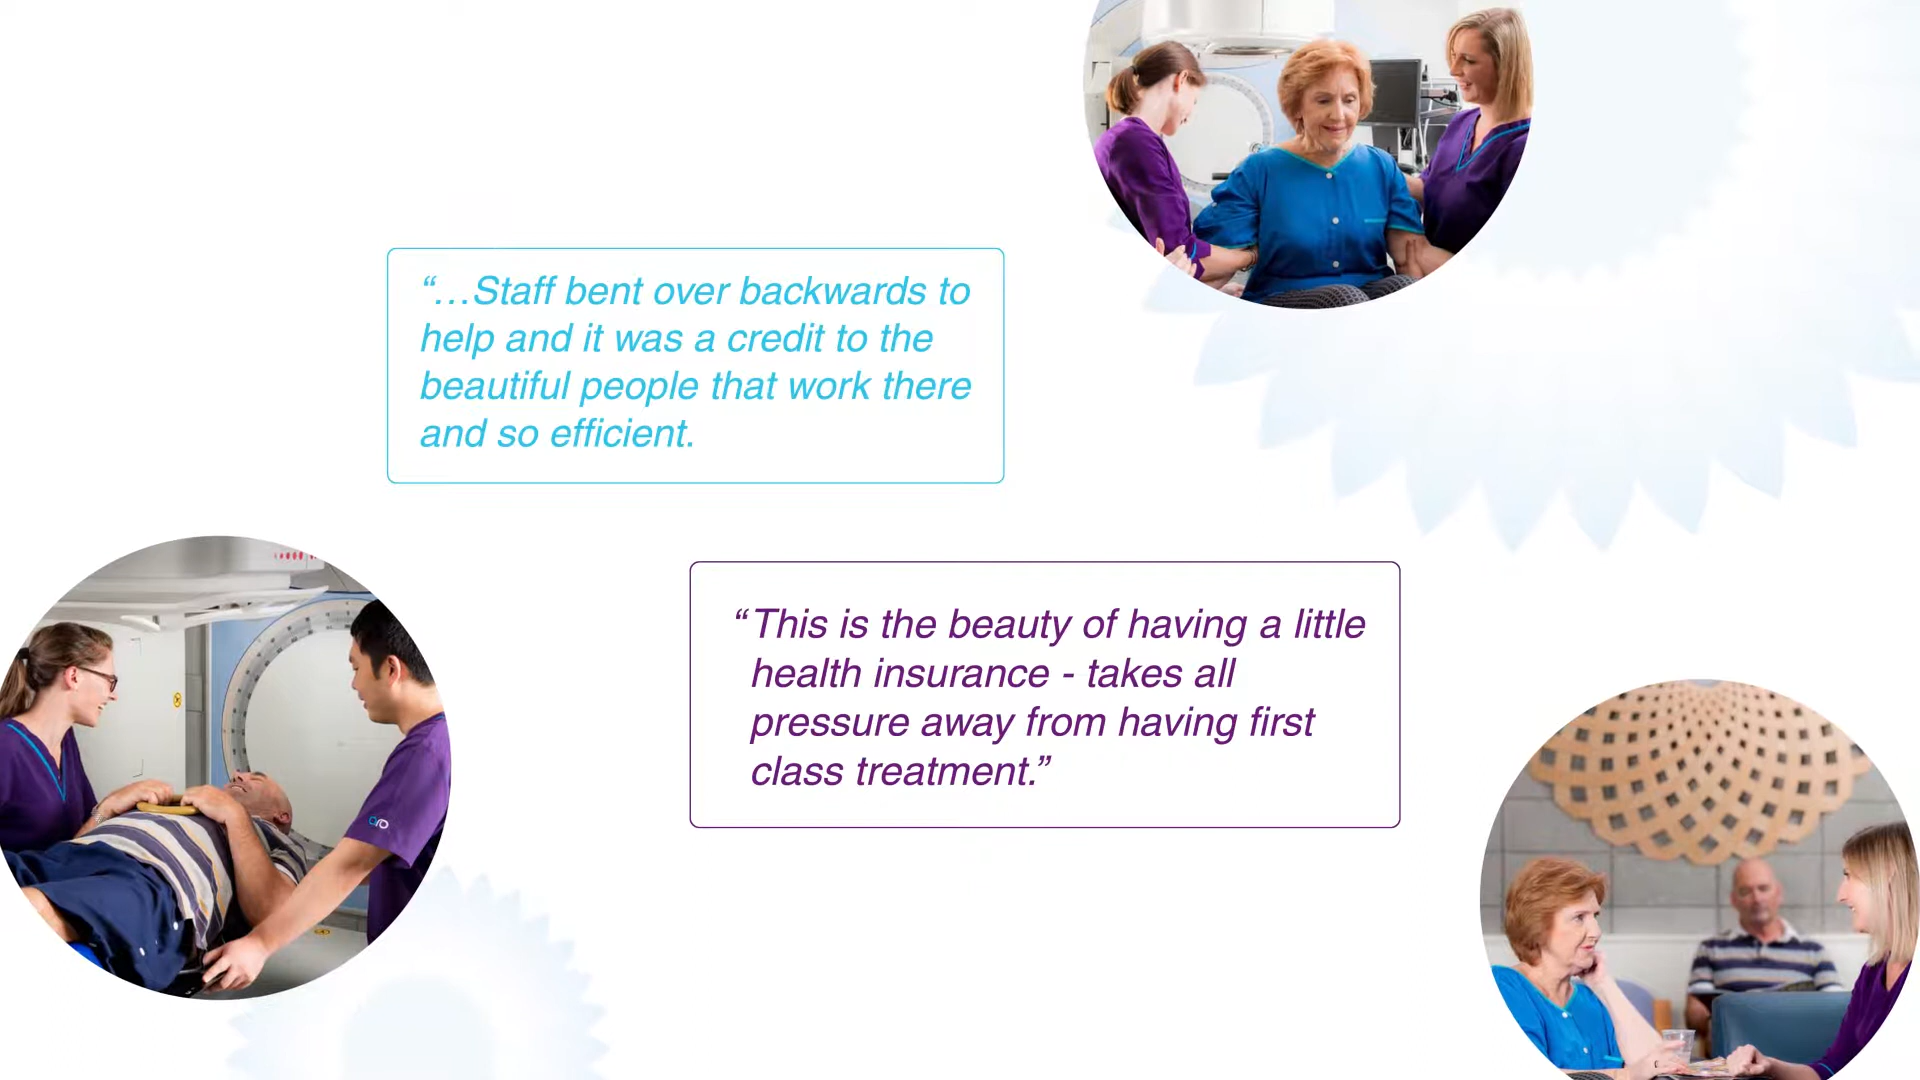 “…Staff bent over backwards to
help and it was a credit to the
beautiful people that work there
and so efficient.
“This is the beauty of having a little
health insurance - takes all
pressure away from having first
class treatment.”
aro